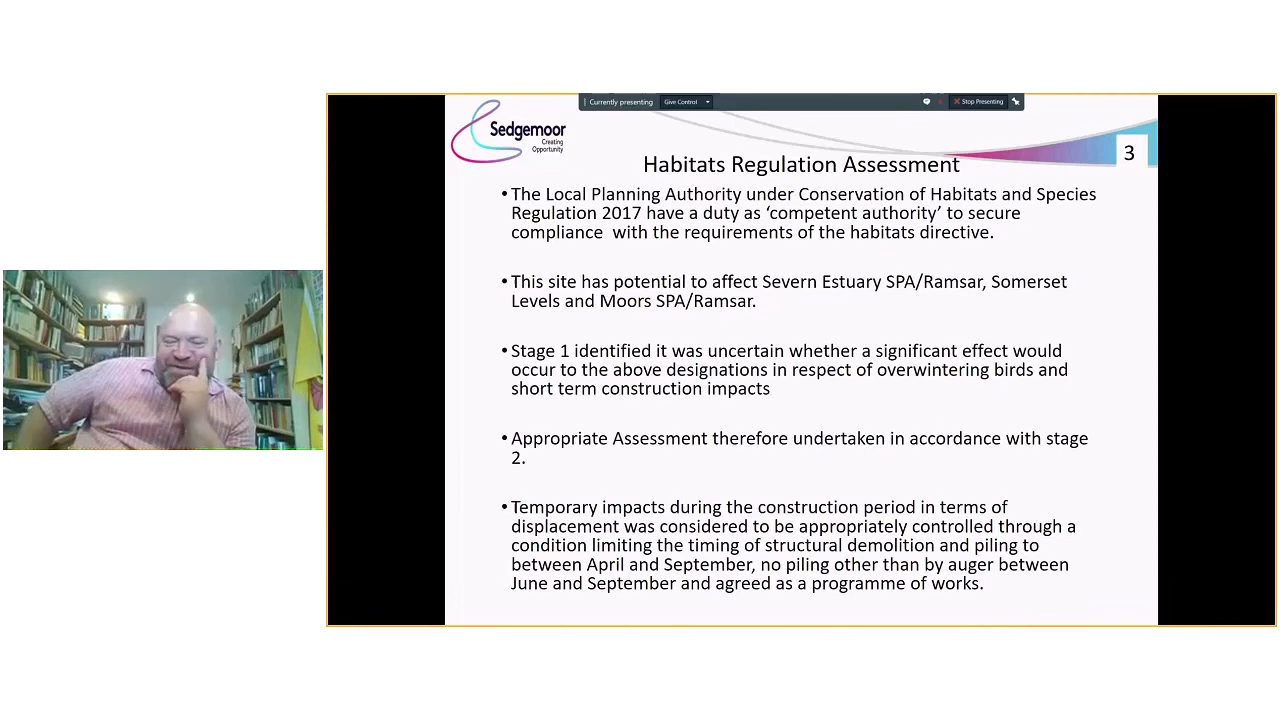 Currently presenting Give Control Stop Presenting
Sedgemoor
Creating
Opportunity
3
Habitats Regulation Assessment
• The Local Planning Authority under Conservation of Habitats and Species
Regulation 2017 have a duty as ‘competent authority’ to secure
compliance with the requirements of the habitats directive.
• This site has potential to affect Severn Estuary SPA/Ramsar, Somerset
Levels and Moors SPA/Ramsar.
• Stage 1 identified it was uncertain whether a significant effect would
occur to the above designations in respect of overwintering birds and
short term construction impacts
• Appropriate Assessment therefore undertaken in accordance with stage
2.
• Temporary impacts during the construction period in terms of
displacement was considered to be appropriately controlled through a
condition limiting the timing of structural demolition and piling to
between April and September, no piling other than by auger between
June and September and agreed as a programme of works.